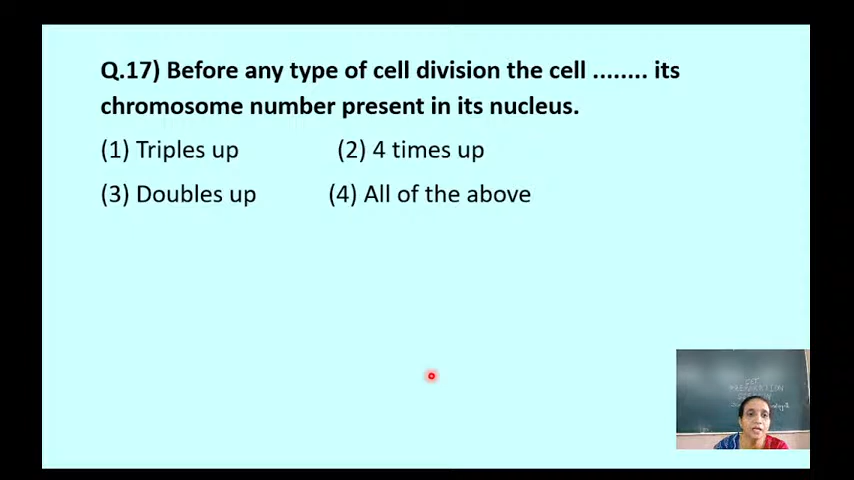 Q.17) Before any type of cell division the cell ........ its
chromosome number present in its nucleus.
(1) Triples up (2) 4 times up
(3) Doubles up (4) All of the above